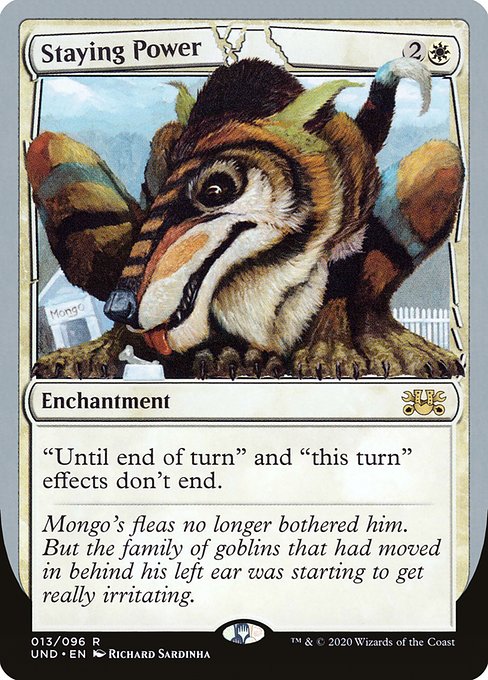 Staying Power 2
Mongo
Enchantment
“Until end of turn” and “this turn”
effects don’t end.
Mongo’s fleas no longer bothered him.
But the family of goblins that had moved
in behind his left ear was starting to get
really irritating.
013/096 R
UND • EN Richard Sardinha
™ & © 2020 Wizards of the Coast